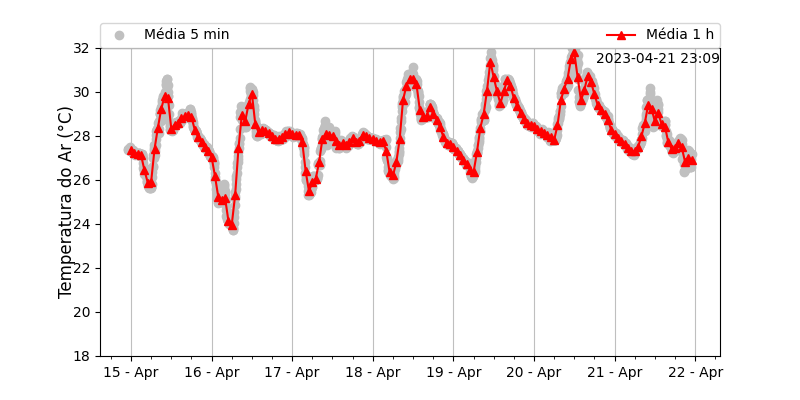 Média 5 min
Média 1 h
2023-04-21 23:09
Temperatura do Ar (°C)
32
30
28
26
24
22
20
18
15 - Apr
16 - Apr
17 - Apr
18 - Apr
19 - Apr
20 - Apr
21 - Apr
22 - Apr